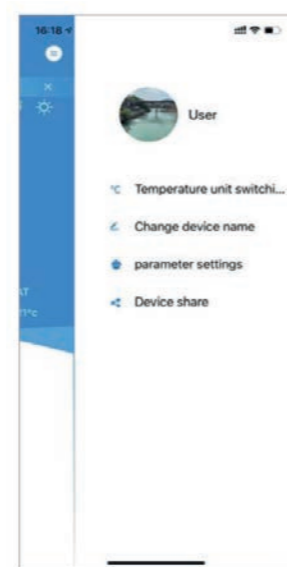 16:18
User
°C Temperature unit switchi...
Change device name
parameter settings
Device share